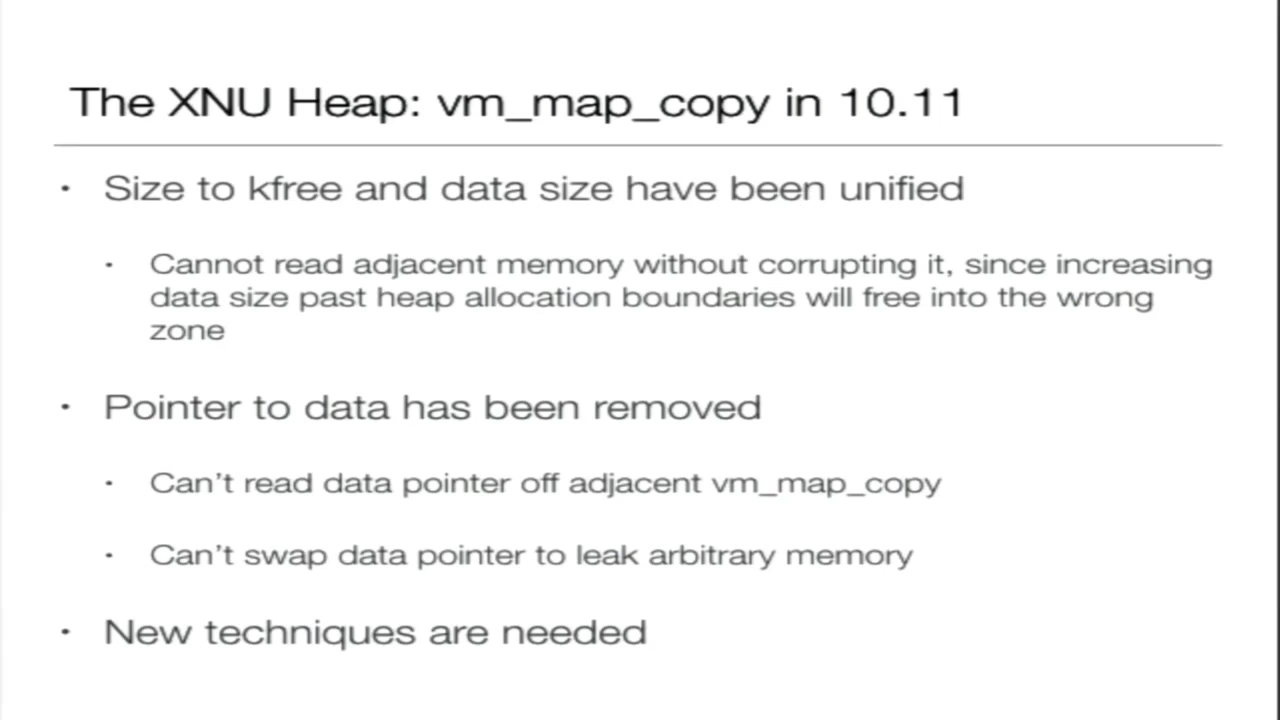 The XNU Heap: vm_map_copy in 10.11
• Size to kfree and data size have been unified
• Cannot read adjacent memory without corrupting it, since increasing
data size past heap allocation boundaries will free into the wrong
zone
• Pointer to data has been removed
• Can't read data pointer off adjacent vm_map_copy
• Can't swap data pointer to leak arbitrary memory
• New techniques are needed